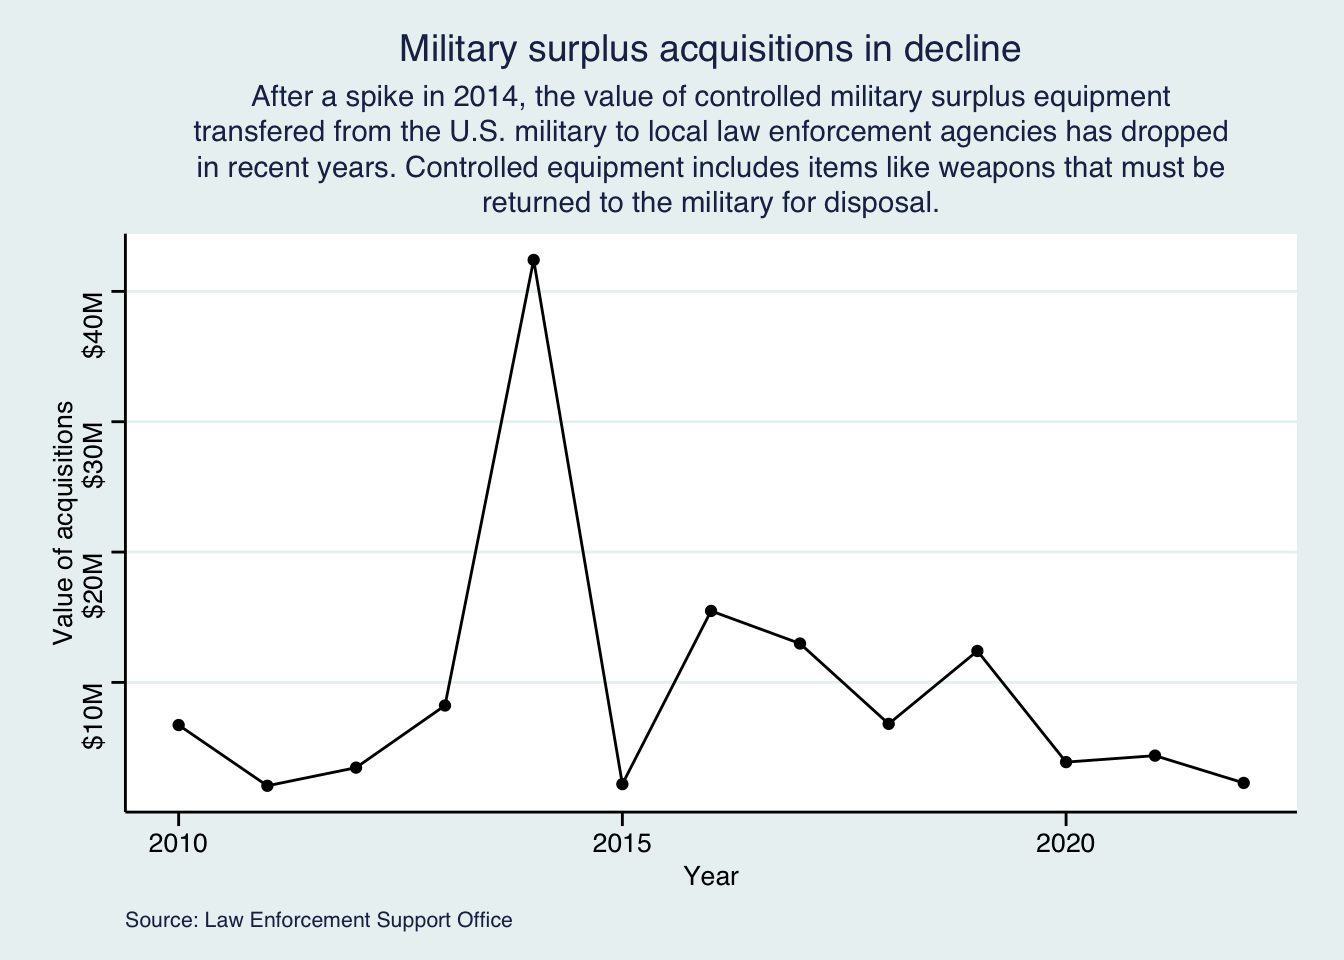 Military surplus acquisitions in decline
After a spike in 2014, the value of controlled military surplus equipment
transfered from the U.S. military to local law enforcement agencies has dropped
in recent years. Controlled equipment includes items like weapons that must be
returned to the military for disposal.
Value of acquisitions
$40M
$30M
$20M
$10M
2010
2015
2020
Year
Source: Law Enforcement Support Office